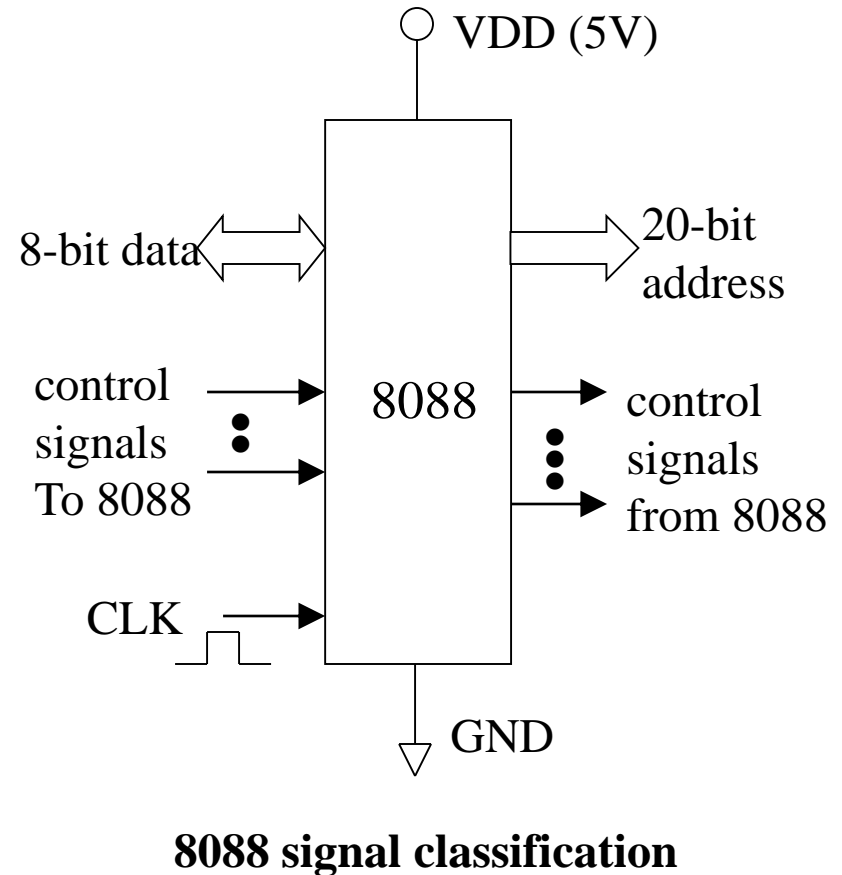 VDD (5V)
8-bit data
20-bit
address
control
signals
To 8088
8088
control
signals
from 8088
CLK
GND
8088 signal classification